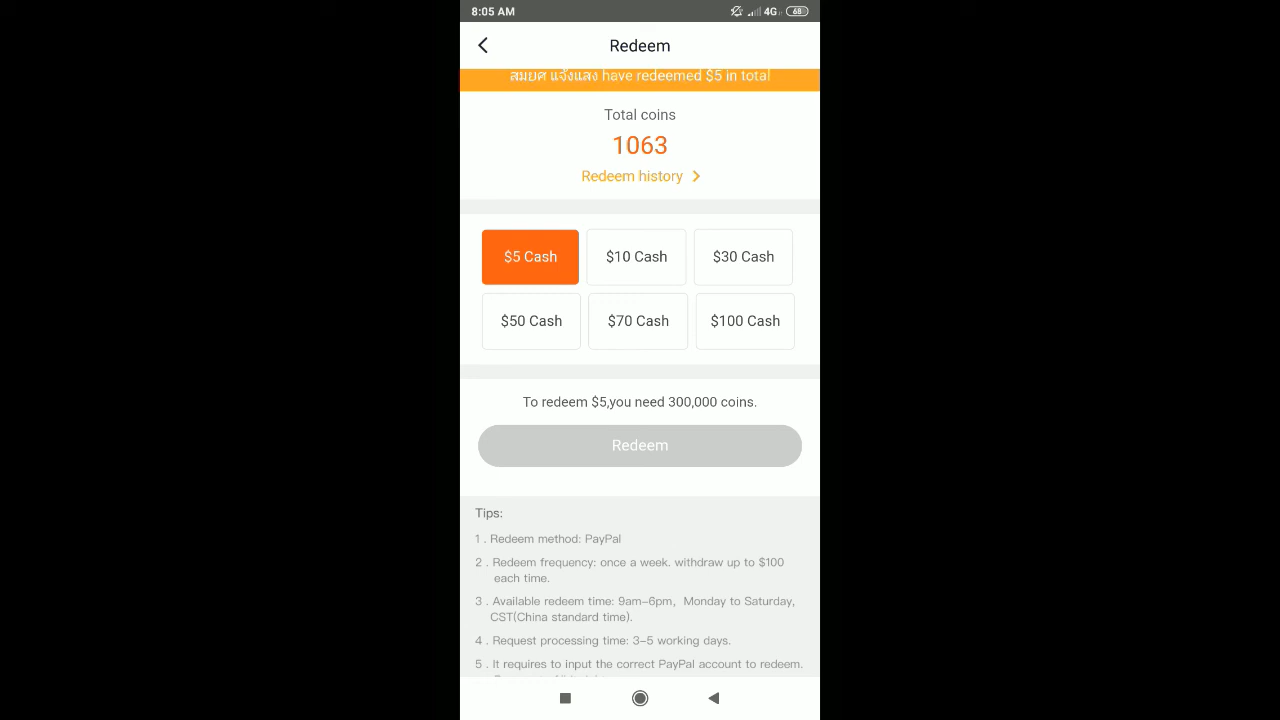 8:05 AM 4G 68
Redeem
สมยศ แจ้งแสง have redeemed $5 in total
Total coins
1063
Redeem history
$5 Cash $10 Cash $30 Cash
$50 Cash $70 Cash $100 Cash
To redeem $5,you need 300,000 coins.
Redeem
Tips:
1 . Redeem method: PayPal
2 . Redeem frequency: once a week. withdraw up to $100
each time.
3 . Available redeem time: 9am–6pm, Monday to Saturday,
CST(China standard time).
4 . Request processing time: 3–5 working days.
5 . It requires to input the correct PayPal account to redeem.